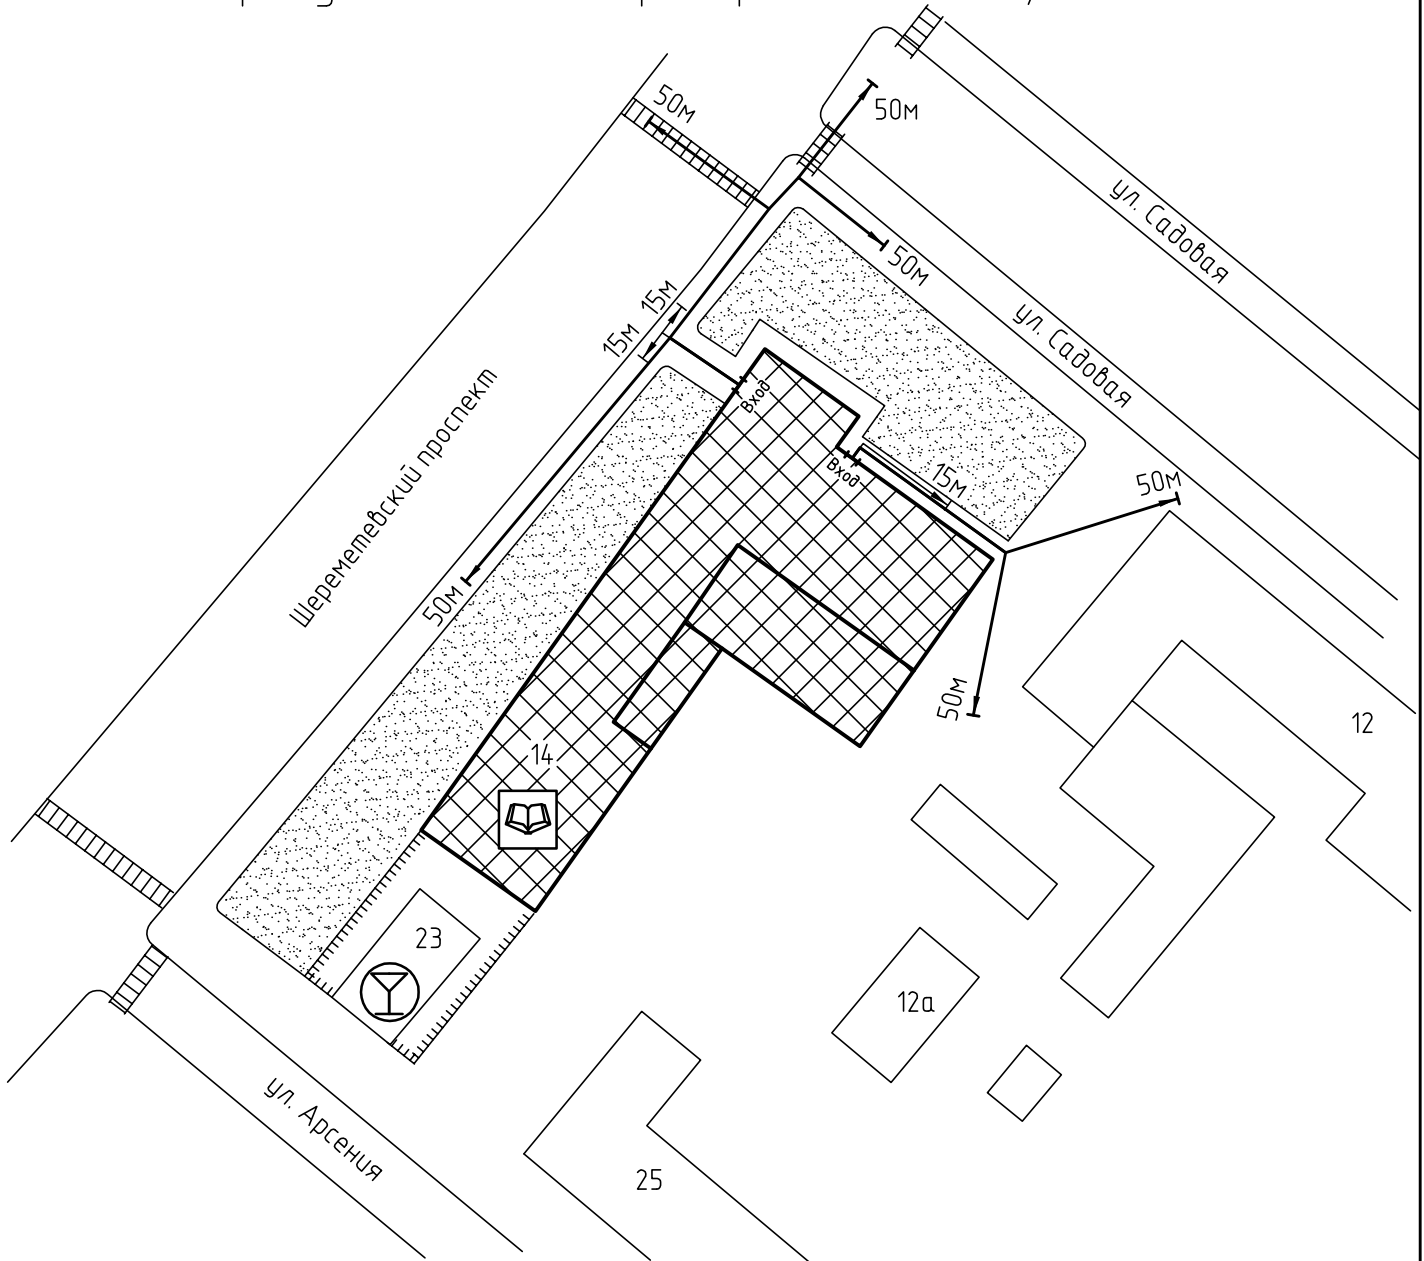 50м
50м
ул. Садовая
50м
15м
15м
ул. Садовая
Вход
Шереметевский проспект
Вход
15м
50м
50м
50м
12
14
23
12а
ул. Арсения
25